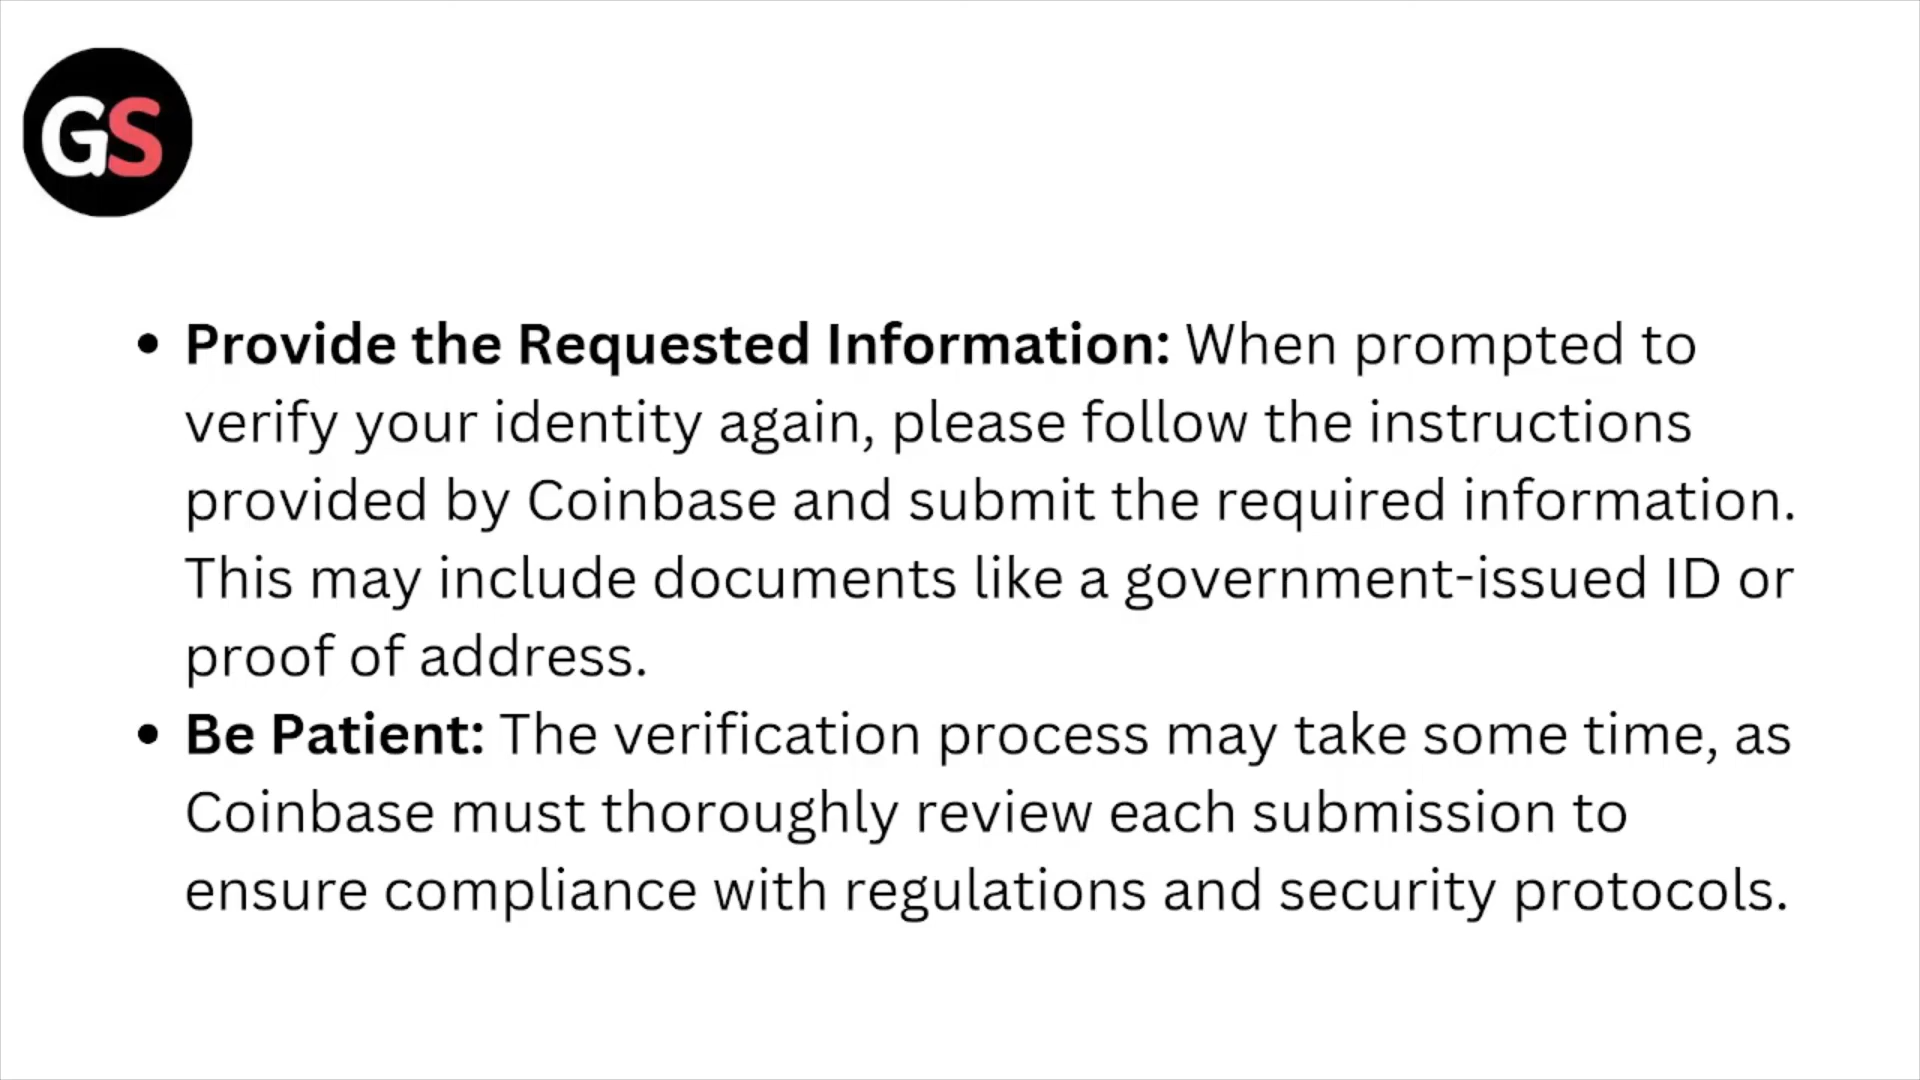 GS
• Provide the Requested Information: When prompted to
verify your identity again, please follow the instructions
provided by Coinbase and submit the required information.
This may include documents like a government-issued ID or
proof of address.
• Be Patient: The verification process may take some time, as
Coinbase must thoroughly review each submission to
ensure compliance with regulations and security protocols.